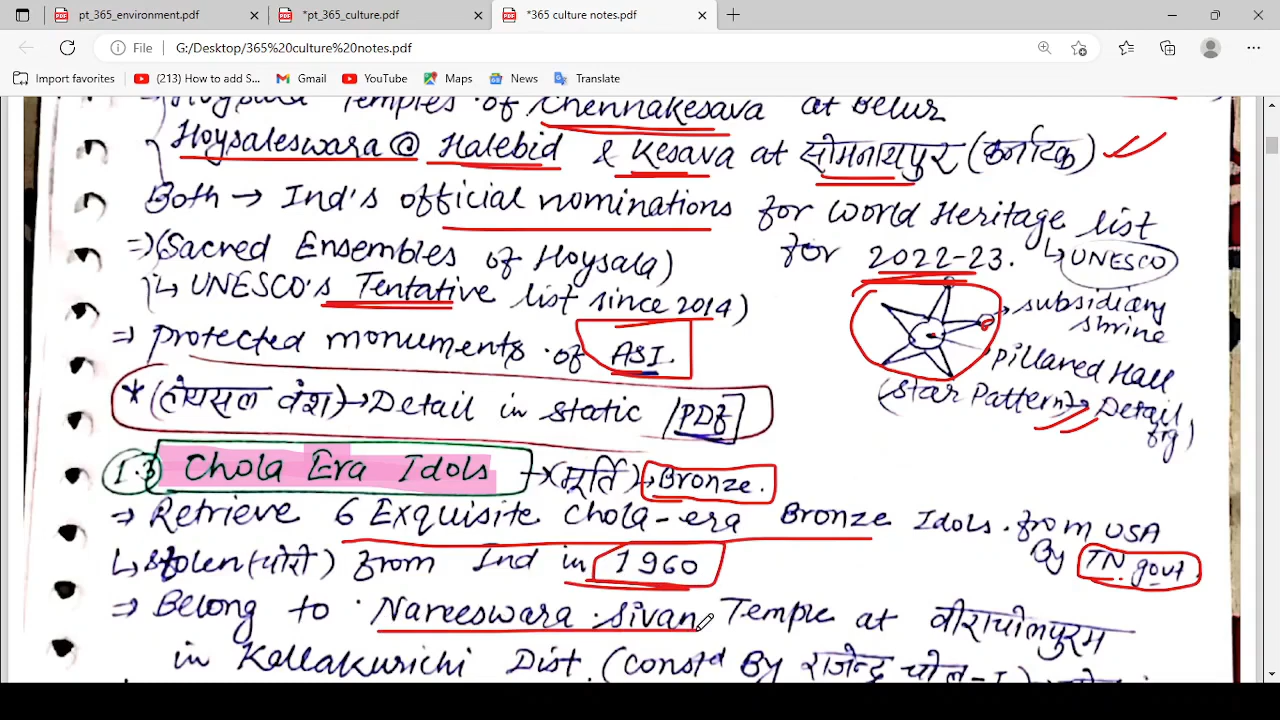 pt_365_environment.pdf
*pt_365_culture.pdf
*365 culture notes.pdf
File
G:/Desktop/365%20culture%20notes.pdf
Import favorites
(213) How to add S...
Gmail
YouTube
Maps
News
Translate
Temples of Chennakesava at Belur
Hoysaleswara @ Halebid & Kesava at सोमनाथपुर (कर्नाटक)
Both → Ind's official nominations for World Heritage list
for 2022-23. ↳ UNESCO
⇒ (Sacred Ensembles of Hoysala)
↳ UNESCO's Tentative list since 2014)
→ subsidiary shrine
⇒ protected monuments of ASI.
pillared Hall
(Star Pattern) → Detail
* (होयसल वंश) → Detail in static PDF
1.3 Chola Era Idols → (मूर्ति) → Bronze.
⇒ Retrieve 6 Exquisite Chola-era Bronze Idols from USA
By TN govt.
↳ stolen (चोरी) from Ind in 1960
⇒ Belong to Nareeswara Sivan Temple at वीराचोलपुरम
in Kallakurichi Dist. (constd By राजेन्द्र चोल-I)